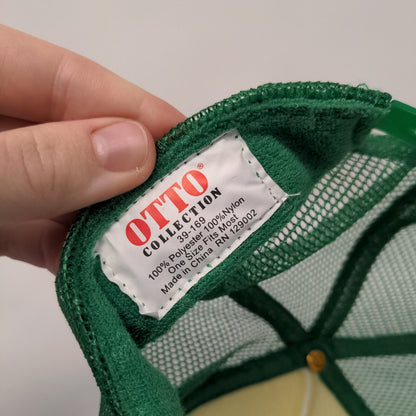 OTTO®
COLLECTION
39-169
100% Polyester 100%Nylon
One Size Fits Most
Made in China RN 129002